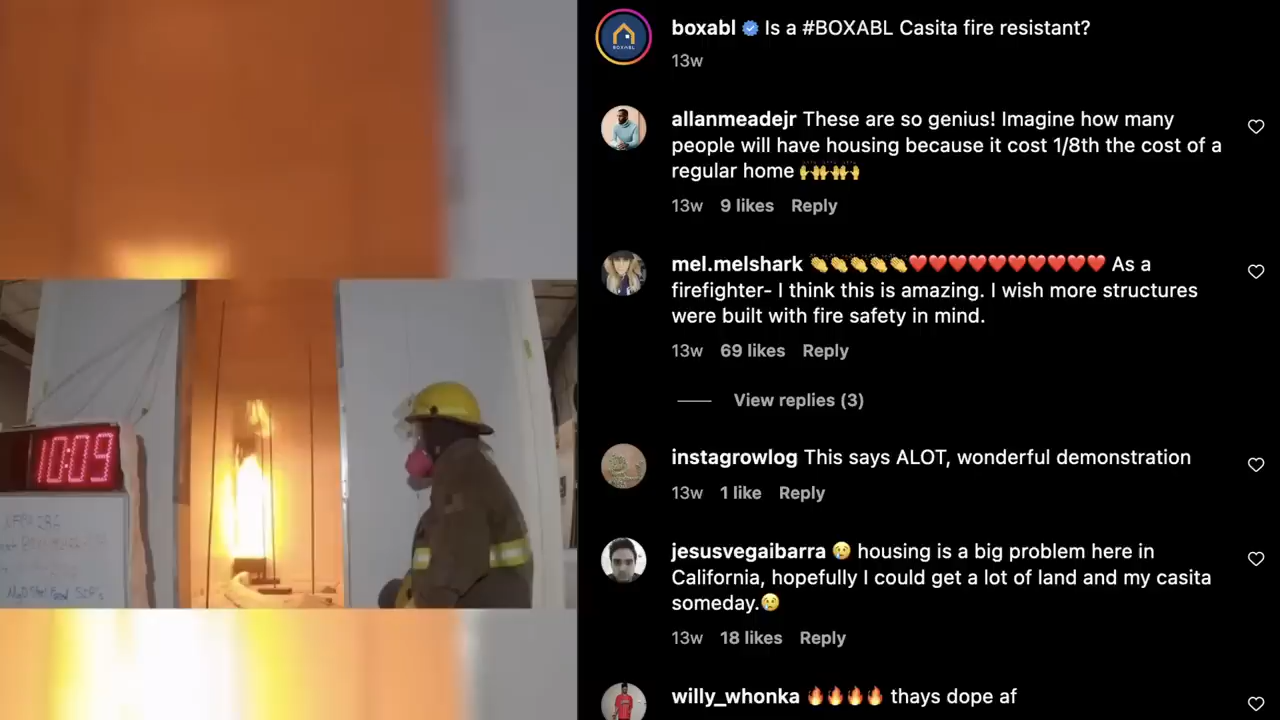 boxabl Is a #BOXABL Casita fire resistant?
13w
allanmeadejr These are so genius! Imagine how many
people will have housing because it cost 1/8th the cost of a
regular home 🙌🙌🙌
13w 9 likes Reply
mel.melshark 👏👏👏👏👏❤️❤️❤️❤️❤️❤️❤️❤️❤️❤️ As a
firefighter- I think this is amazing. I wish more structures
were built with fire safety in mind.
13w 69 likes Reply
View replies (3)
instagrowlog This says ALOT, wonderful demonstration
13w 1 like Reply
jesusvegaibarra 😢 housing is a big problem here in
California, hopefully I could get a lot of land and my casita
someday.😢
13w 18 likes Reply
willy_whonka 🔥🔥🔥🔥 thays dope af
BOXABL
10:09
NFPA 286